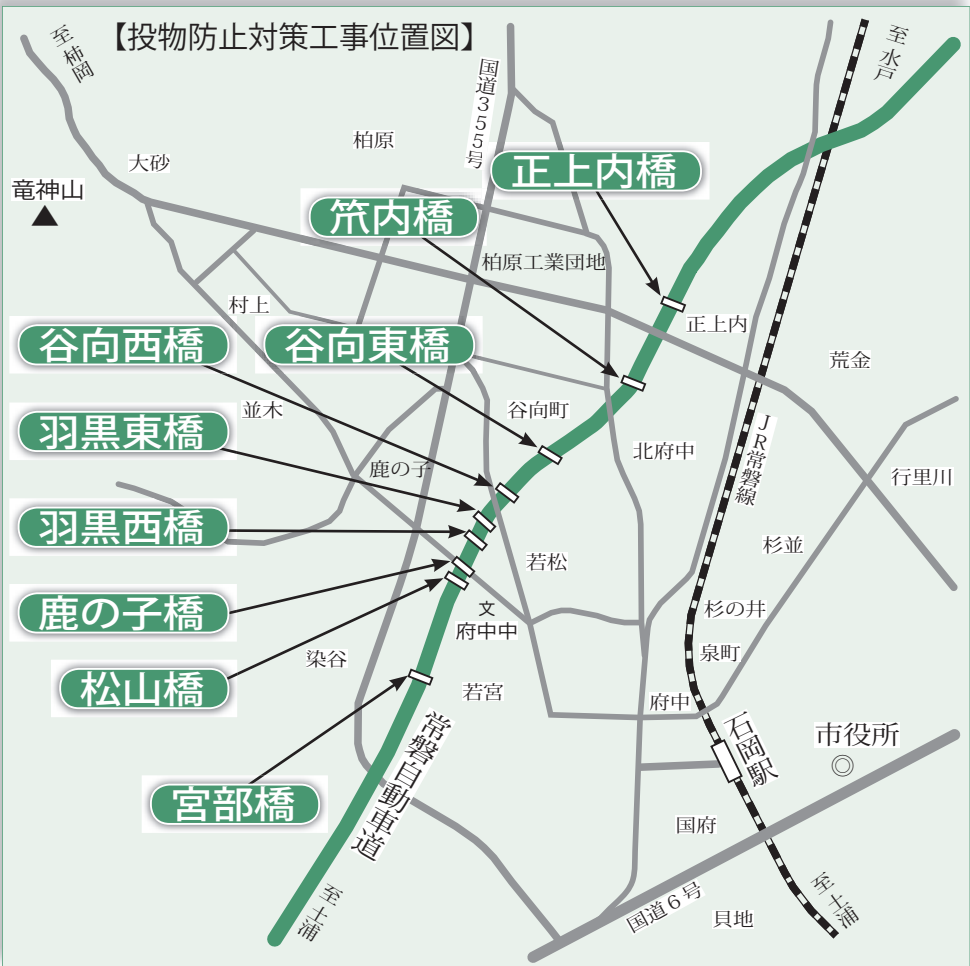 【投物防止対策工事位置図】
至柿岡
国道355号
至水戸
柏原
大砂
竜神山
正上内橋
笊内橋
柏原工業団地
村上
正上内
谷向西橋
谷向東橋
荒金
並木
谷向町
羽黒東橋
JR常磐線
鹿の子
北府中
行里川
羽黒西橋
杉並
若松
鹿の子橋
文
府中中
杉の井
染谷
泉町
松山橋
若宮
府中
常磐自動車道
石岡駅
市役所
宮部橋
国府
至土浦
国道6号
貝地
至土浦